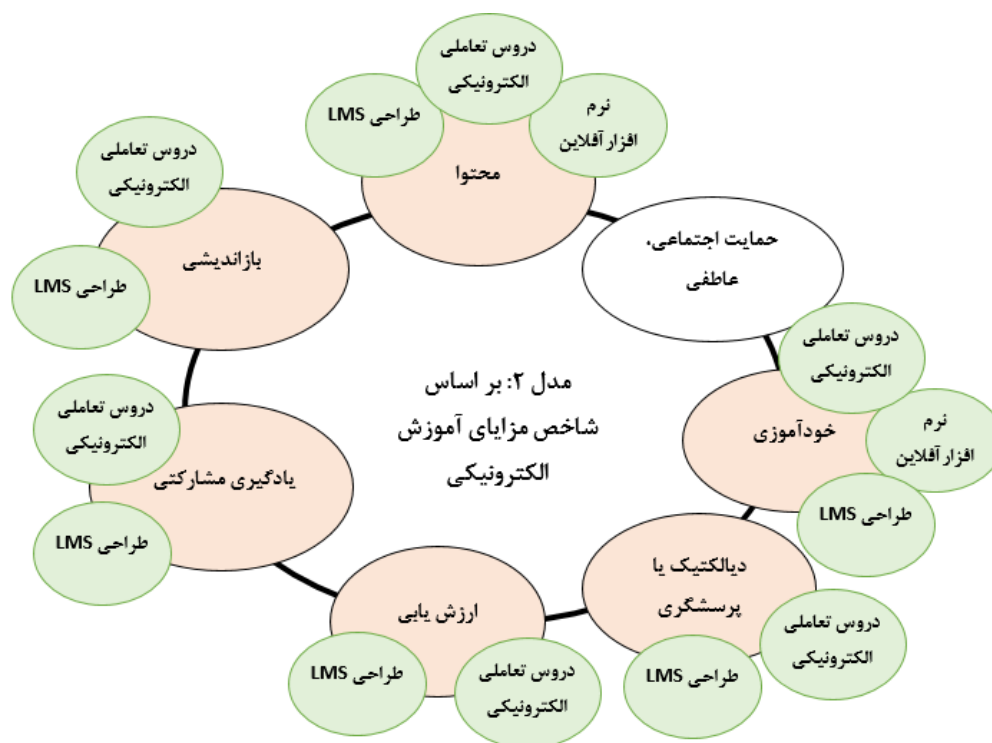 دروس تعاملی
الکترونیکی
طراحی LMS
نرم
افزار آفلاین
محتوا
حمایت اجتماعی،
عاطفی
دروس تعاملی
الکترونیکی
نرم
افزار آفلاین
طراحی LMS
خودآموزی
دیالکتیک یا
پرسشگری
دروس تعاملی
الکترونیکی
طراحی LMS
ارزش یابی
دروس تعاملی
الکترونیکی
طراحی LMS
یادگیری مشارکتی
دروس تعاملی
الکترونیکی
طراحی LMS
بازاندیشی
دروس تعاملی
الکترونیکی
طراحی LMS
مدل ۲: بر اساس
شاخص مزایای آموزش
الکترونیکی